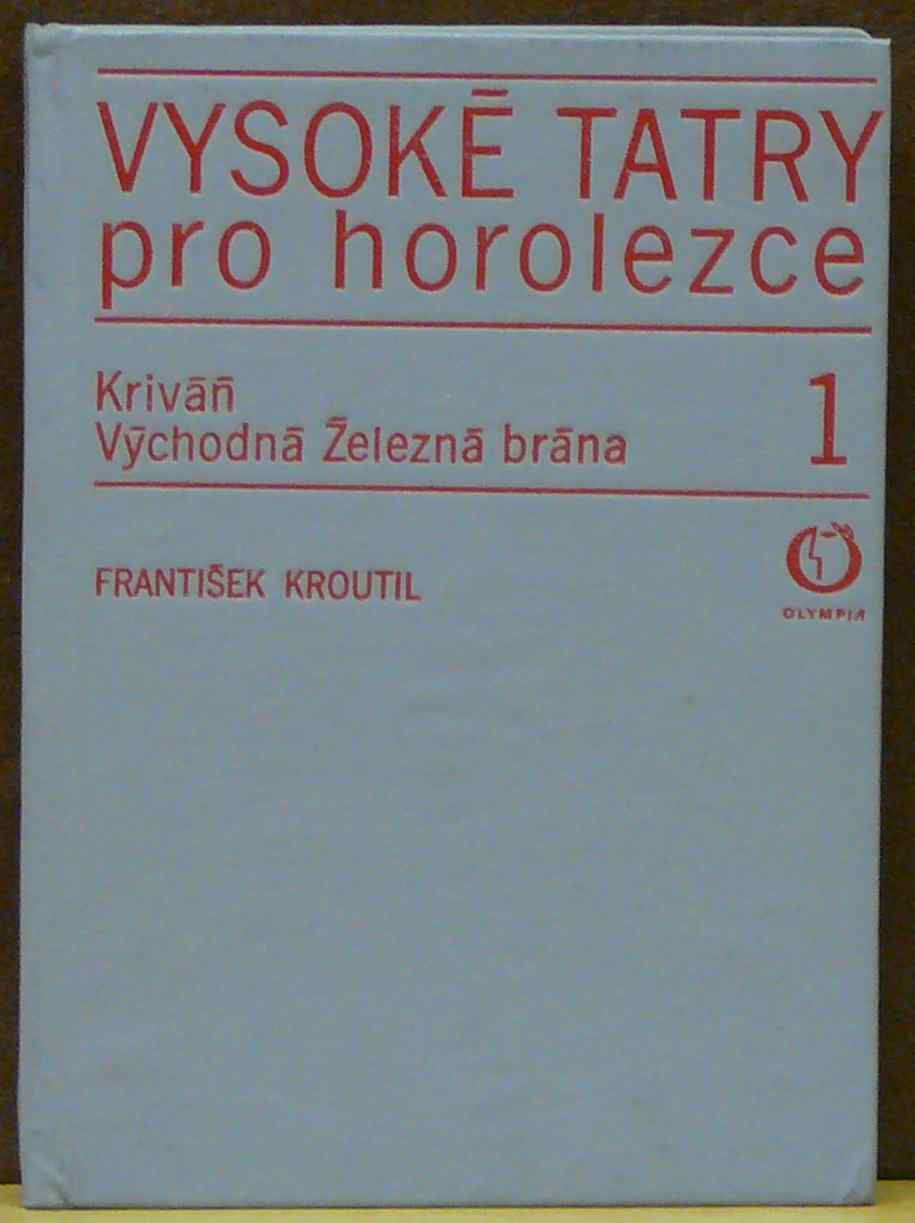 VYSOKÉ TATRY
pro horolezce
Kriváň
Východná Železná brána
1
FRANTIŠEK KROUTIL
OLYMPIA